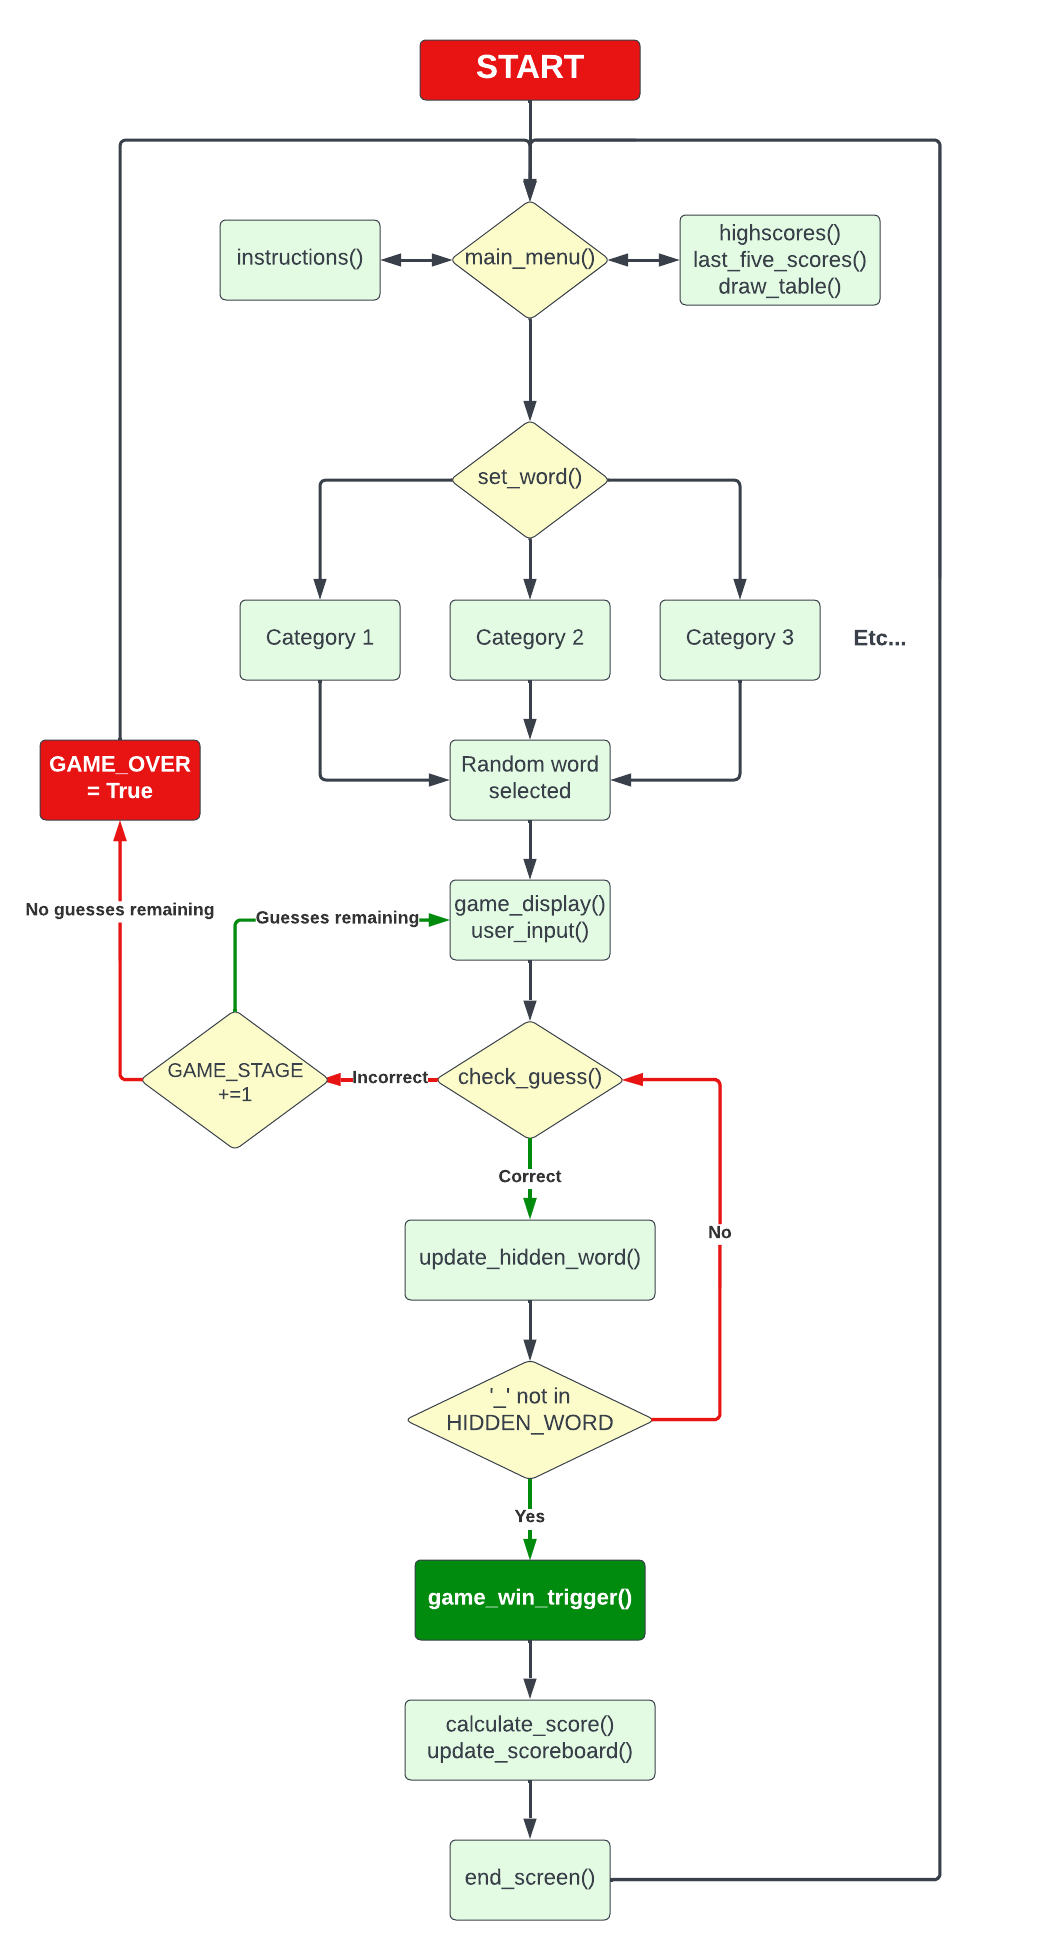 START
instructions()
main_menu()
highscores()
last_five_scores()
draw_table()
set_word()
Category 1
Category 2
Category 3
Etc...
GAME_OVER
= True
Random word
selected
No guesses remaining
Guesses remaining
game_display()
user_input()
GAME_STAGE
+=1
Incorrect
check_guess()
Correct
No
update_hidden_word()
'_' not in
HIDDEN_WORD
Yes
game_win_trigger()
calculate_score()
update_scoreboard()
end_screen()